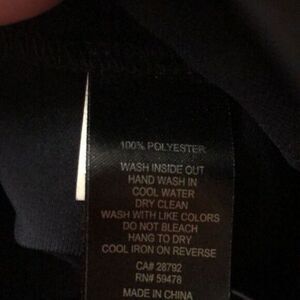 100% POLYESTER
WASH INSIDE OUT
HAND WASH IN
COOL WATER
DRY CLEAN
WASH WITH LIKE COLORS
DO NOT BLEACH
HANG TO DRY
COOL IRON ON REVERSE
CA# 28792
RN# 59478
MADE IN CHINA